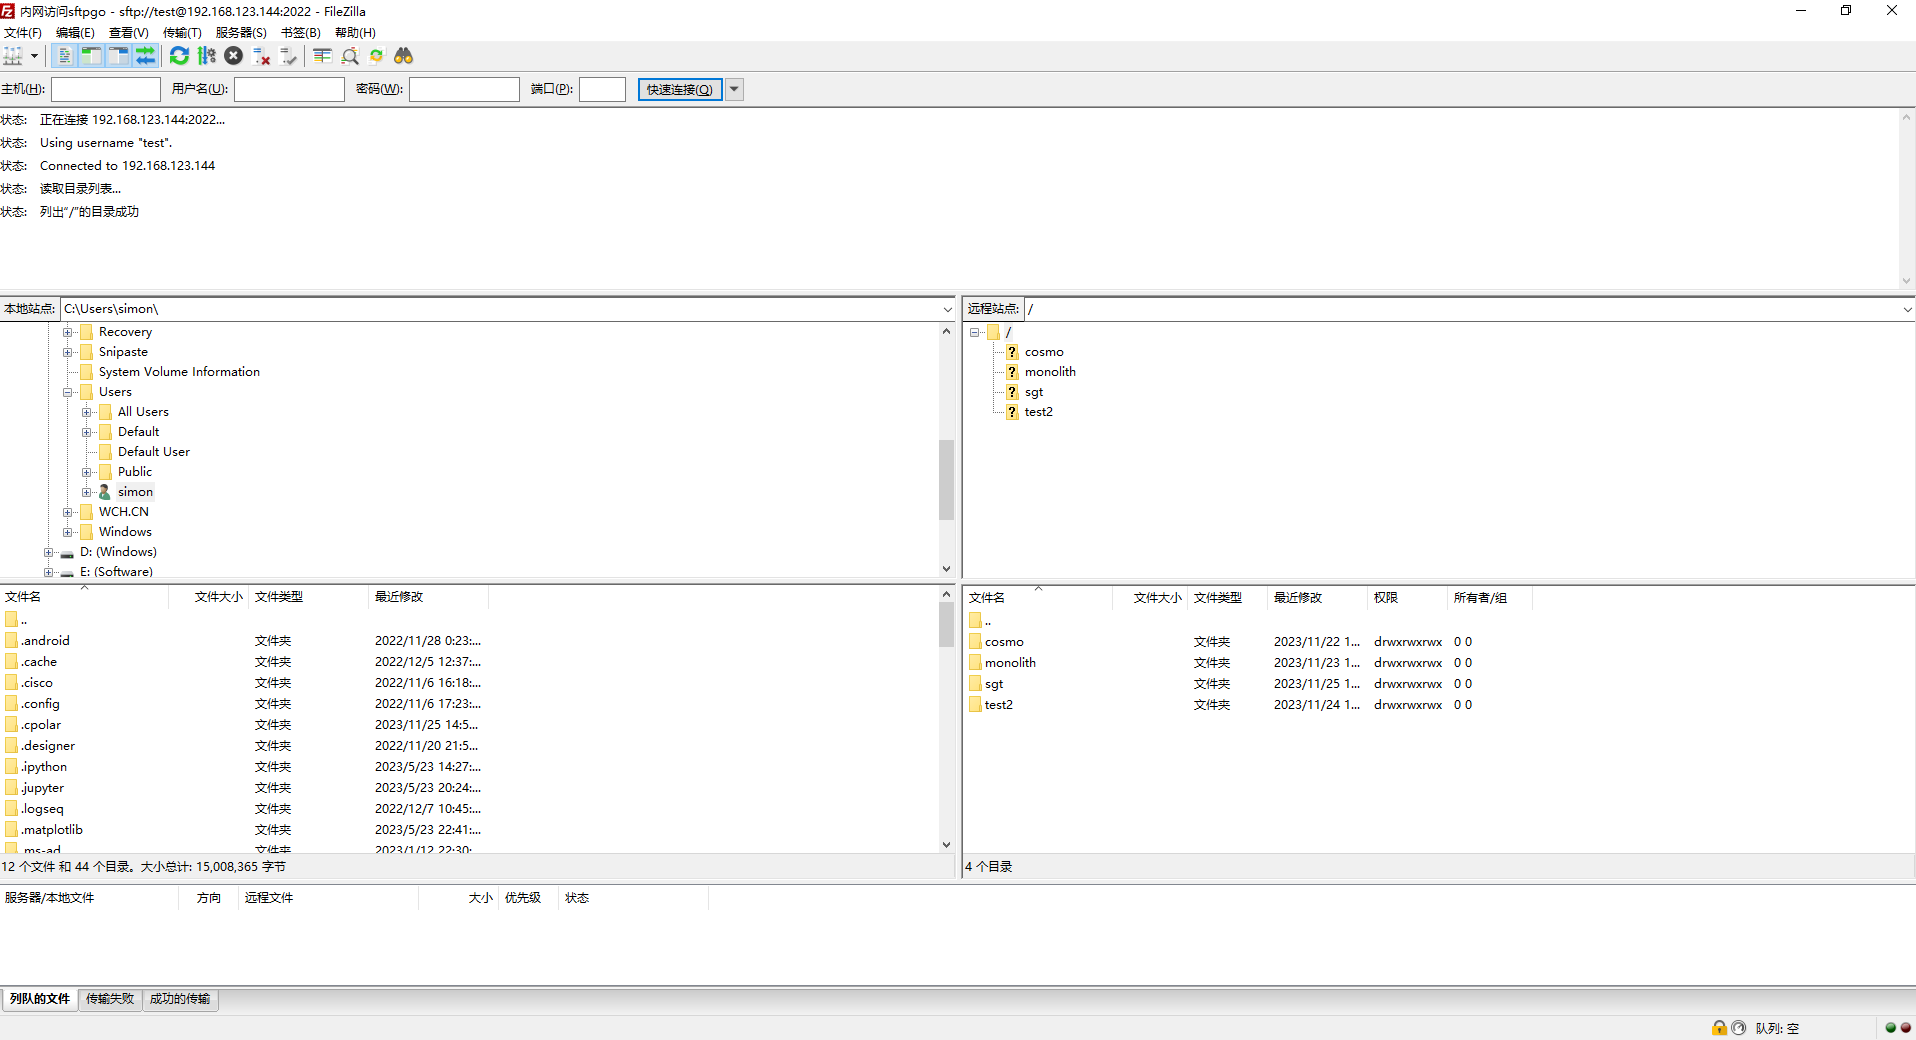 内网访问sftpgo - sftp://test@192.168.123.144:2022 - FileZilla
文件(F) 编辑(E) 查看(V) 传输(T) 服务器(S) 书签(B) 帮助(H)
主机(H): 用户名(U): 密码(W): 端口(P): 快速连接(Q)
状态: 正在连接 192.168.123.144:2022...
状态: Using username "test".
状态: Connected to 192.168.123.144
状态: 读取目录列表...
状态: 列出“/”的目录成功
本地站点: C:\Users\simon\
Recovery
Snipaste
System Volume Information
Users
All Users
Default
Default User
Public
simon
WCH.CN
Windows
D: (Windows)
E: (Software)
远程站点: /
/
cosmo
monolith
sgt
test2
文件名 文件大小 文件类型 最近修改
..
.android 文件夹 2022/11/28 0:23:...
.cache 文件夹 2022/12/5 12:37:...
.cisco 文件夹 2022/11/6 16:18:...
.config 文件夹 2022/11/6 17:23:...
.cpolar 文件夹 2023/11/25 14:5...
.designer 文件夹 2022/11/20 21:5...
.ipython 文件夹 2023/5/23 14:27:...
.jupyter 文件夹 2023/5/23 20:24:...
.logseq 文件夹 2022/12/7 10:45:...
.matplotlib 文件夹 2023/5/23 22:41:...
.ms-ad 文件夹 2023/1/12 22:30:
12 个文件 和 44 个目录。大小总计: 15,008,365 字节
文件名 文件大小 文件类型 最近修改 权限 所有者/组
..
cosmo 文件夹 2023/11/22 1... drwxrwxrwx 0 0
monolith 文件夹 2023/11/23 1... drwxrwxrwx 0 0
sgt 文件夹 2023/11/25 1... drwxrwxrwx 0 0
test2 文件夹 2023/11/24 1... drwxrwxrwx 0 0
4 个目录
服务器/本地文件 方向 远程文件 大小 优先级 状态
列队的文件 传输失败 成功的传输
队列: 空